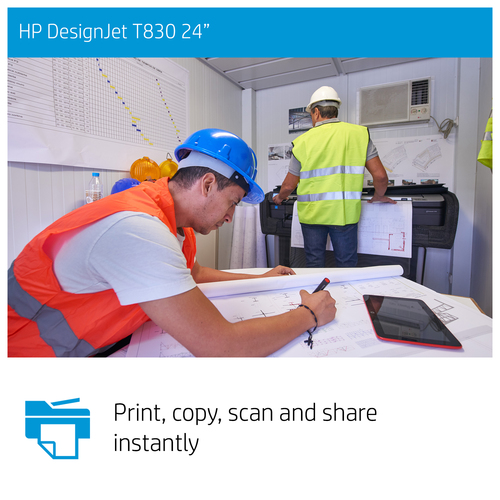 HP DesignJet T830 24”
Print, copy, scan and share
instantly